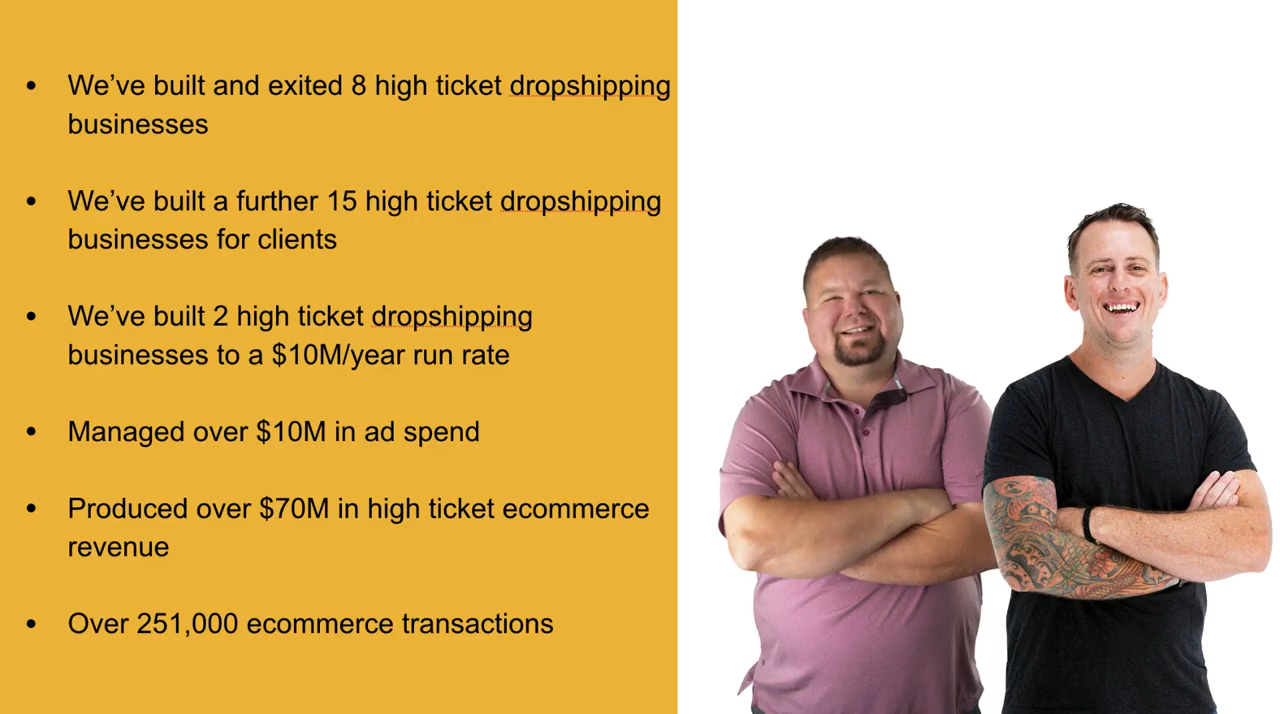 • We’ve built and exited 8 high ticket dropshipping
businesses
• We’ve built a further 15 high ticket dropshipping
businesses for clients
• We’ve built 2 high ticket dropshipping
businesses to a $10M/year run rate
• Managed over $10M in ad spend
• Produced over $70M in high ticket ecommerce
revenue
• Over 251,000 ecommerce transactions